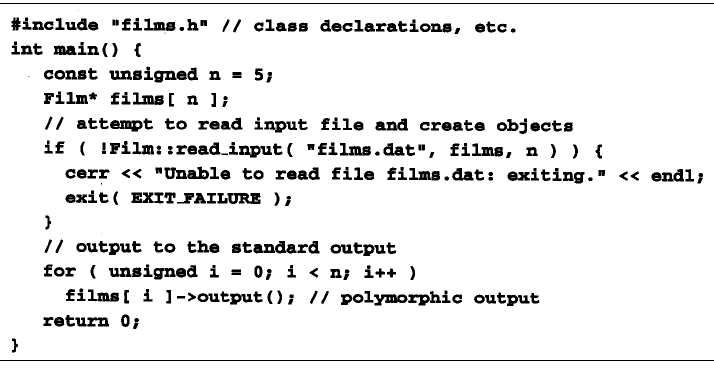 #include "films.h" // class declarations, etc.
int main() {
   const unsigned n = 5;
   Film* films[ n ];
   // attempt to read input file and create objects
   if ( !Film::read_input( "films.dat", films, n ) ) {
     cerr << "Unable to read file films.dat: exiting." << endl;
     exit( EXIT_FAILURE );
   }
   // output to the standard output
   for ( unsigned i = 0; i < n; i++ )
     films[ i ]->output(); // polymorphic output
   return 0;
}